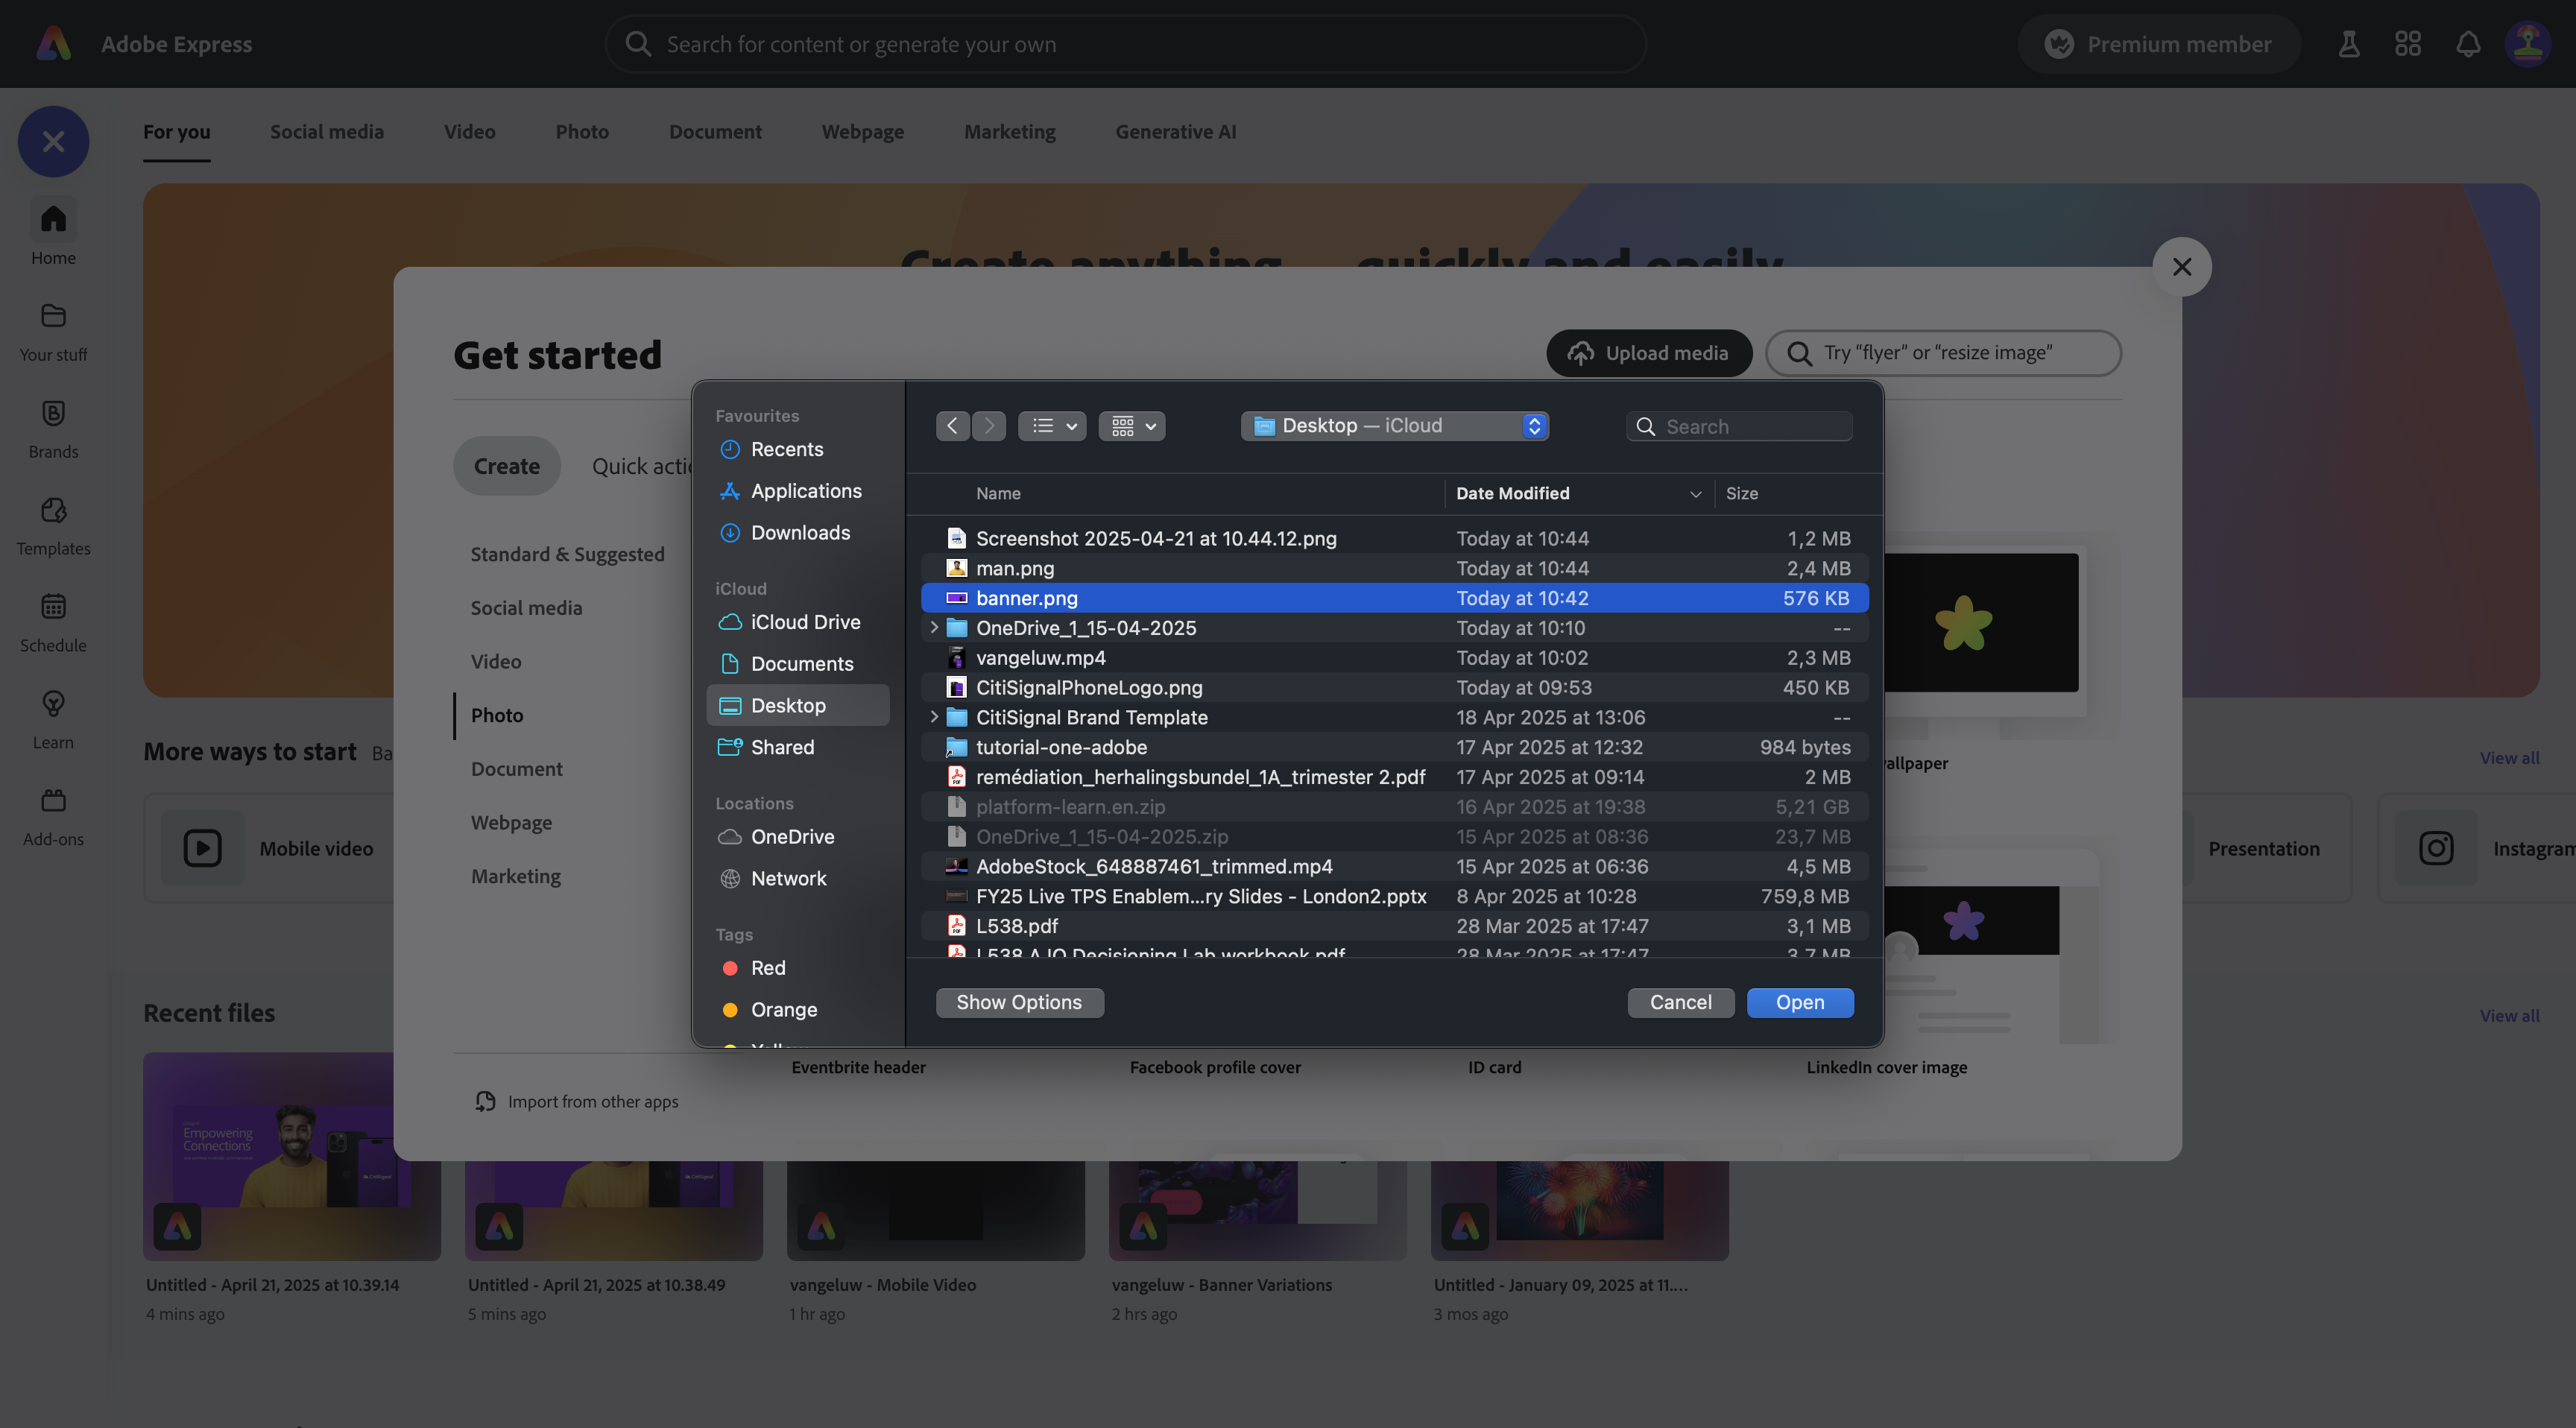 Adobe Express
Search for content or generate your own
Premium member
For you
Social media
Video
Photo
Document
Webpage
Marketing
Generative AI
Home
Your stuff
Brands
Templates
Schedule
Learn
Add-ons
Create anything — quickly and easily
Get started
Upload media
Try “flyer” or “resize image”
Create
Quick acti
Standard & Suggested
Social media
Video
Photo
Document
Webpage
Marketing
Import from other apps
Favourites
Recents
Applications
Downloads
iCloud
iCloud Drive
Documents
Desktop
Shared
Locations
OneDrive
Network
Tags
Red
Orange
Yellow
Desktop — iCloud
Search
Name Date Modified Size
Screenshot 2025-04-21 at 10.44.12.png Today at 10:44 1,2 MB
man.png Today at 10:44 2,4 MB
banner.png Today at 10:42 576 KB
OneDrive_1_15-04-2025 Today at 10:10 --
vangeluw.mp4 Today at 10:02 2,3 MB
CitiSignalPhoneLogo.png Today at 09:53 450 KB
CitiSignal Brand Template 18 Apr 2025 at 13:06 --
tutorial-one-adobe 17 Apr 2025 at 12:32 984 bytes
remédiation_herhalingsbundel_1A_trimester 2.pdf 17 Apr 2025 at 09:14 2 MB
platform-learn.en.zip 16 Apr 2025 at 19:38 5,21 GB
OneDrive_1_15-04-2025.zip 15 Apr 2025 at 08:36 23,7 MB
AdobeStock_648887461_trimmed.mp4 15 Apr 2025 at 06:36 4,5 MB
FY25 Live TPS Enablem...ry Slides - London2.pptx 8 Apr 2025 at 10:28 759,8 MB
L538.pdf 28 Mar 2025 at 17:47 3,1 MB
L538 AJO Decisioning Lab workbook.pdf 28 Mar 2025 at 17:47 3,7 MB
Show Options
Cancel
Open
allpaper
Eventbrite header
Facebook profile cover
ID card
LinkedIn cover image
More ways to start
Ba
View all
Mobile video
Presentation
Instagram
Recent files
View all
Empowering
Connections
CitiSignal
CitiSignal
Untitled - April 21, 2025 at 10.39.14
4 mins ago
Untitled - April 21, 2025 at 10.38.49
5 mins ago
vangeluw - Mobile Video
1 hr ago
vangeluw - Banner Variations
2 hrs ago
Untitled - January 09, 2025 at 11....
3 mos ago